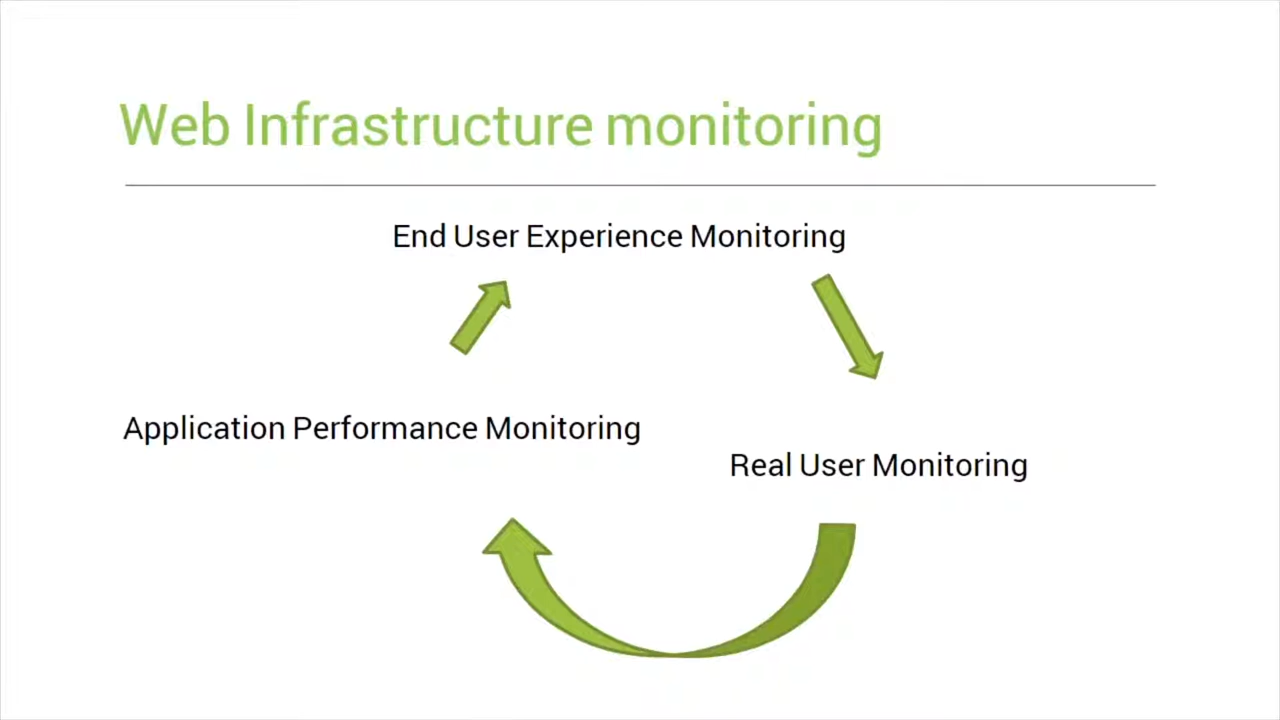 Web Infrastructure monitoring
End User Experience Monitoring
Application Performance Monitoring
Real User Monitoring